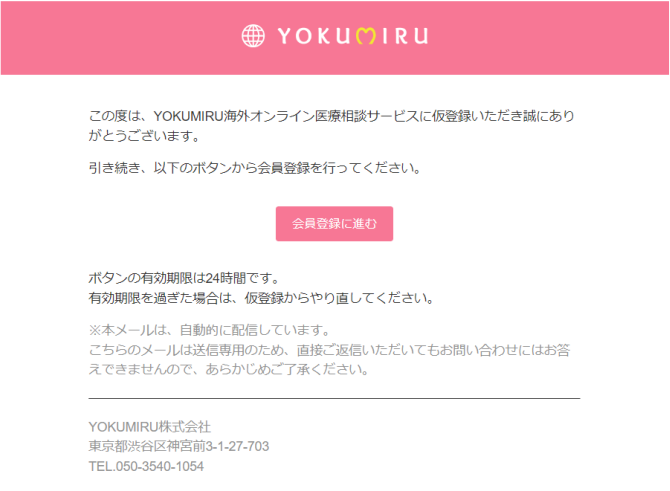 YOKUMIRU
この度は、YOKUMIRU海外オンライン医療相談サービスに仮登録いただき誠にあり
がとうございます。
引き続き、以下のボタンから会員登録を行ってください。
会員登録に進む
ボタンの有効期限は24時間です。
有効期限を過ぎた場合は、仮登録からやり直してください。
※本メールは、自動的に配信しています。
こちらのメールは送信専用のため、直接ご返信いただいてもお問い合わせにはお答
えできませんので、あらかじめご了承ください。
YOKUMIRU株式会社
東京都渋谷区神宮前3-1-27-703
TEL.050-3540-1054